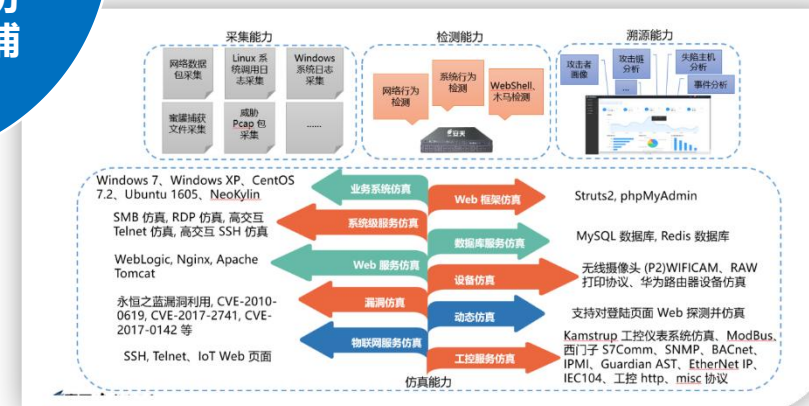 捕
采集能力
检测能力
溯源能力
网络数据
包采集
Linux 系
统调用日
志采集
Windows
系统日志
采集
蜜罐捕获
文件采集
威胁
Pcap 包
采集
......
网络行为
检测
系统行为
检测
WebShell、
木马检测
安天
攻击者
画像
攻击链
分析
...
失陷主机
分析
事件分析
Windows 7、Windows XP、CentOS
7.2、Ubuntu 1605、NeoKylin
业务系统仿真
Web 框架仿真
Struts2, phpMyAdmin
SMB 仿真, RDP 仿真, 高交互
Telnet 仿真, 高交互 SSH 仿真
系统级服务仿真
数据库服务仿真
MySQL 数据库, Redis 数据库
WebLogic, Nginx, Apache
Tomcat
Web 服务仿真
设备仿真
无线摄像头 (P2)WIFICAM、RAW
打印协议、华为路由器设备仿真
永恒之蓝漏洞利用, CVE-2010-
0619, CVE-2017-2741, CVE-
2017-0142 等
漏洞仿真
动态仿真
支持对登陆页面 Web 探测并仿真
SSH、Telnet、IoT Web 页面
物联网服务仿真
工控服务仿真
Kamstrup 工控仪表系统仿真、ModBus、
西门子 S7Comm、SNMP、BACnet、
IPMI、Guardian AST、EtherNet IP、
IEC104、工控 http、misc 协议
仿真能力